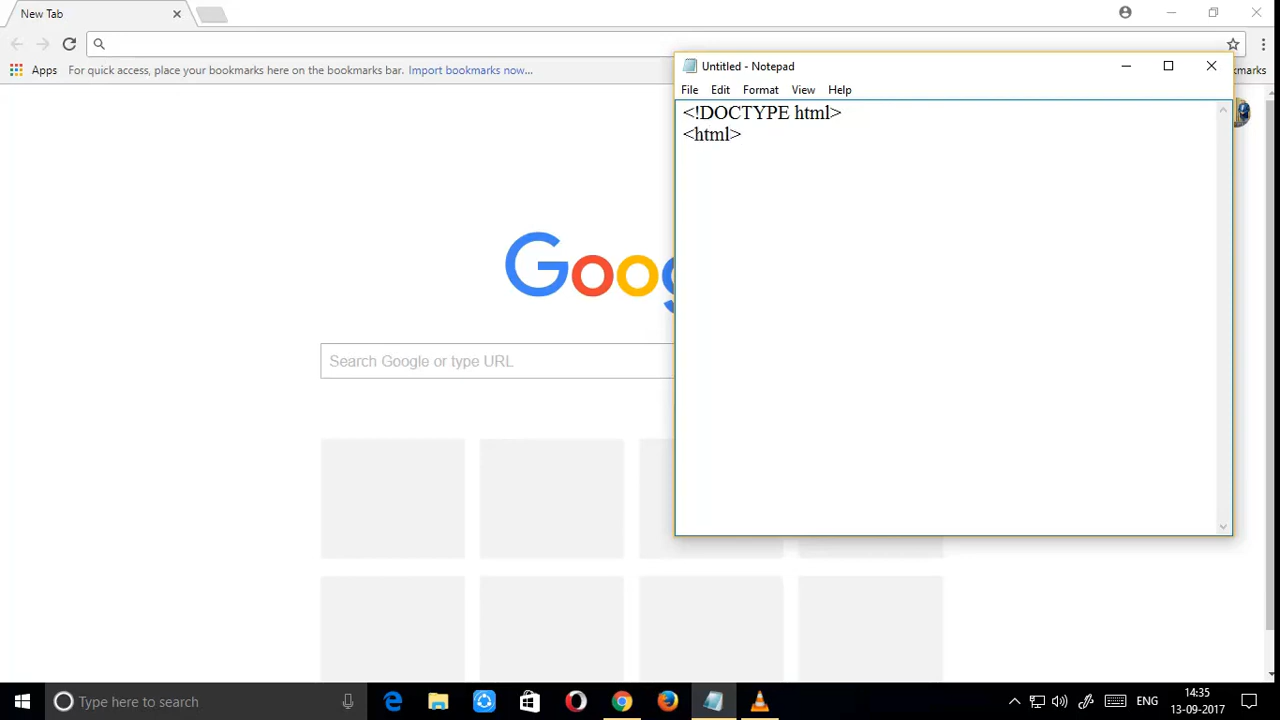 New Tab
Apps For quick access, place your bookmarks here on the bookmarks bar. Import bookmarks now...
Untitled - Notepad
File Edit Format View Help
<!DOCTYPE html>
<html>
Search Google or type URL
Type here to search
ENG
14:35
13-09-2017